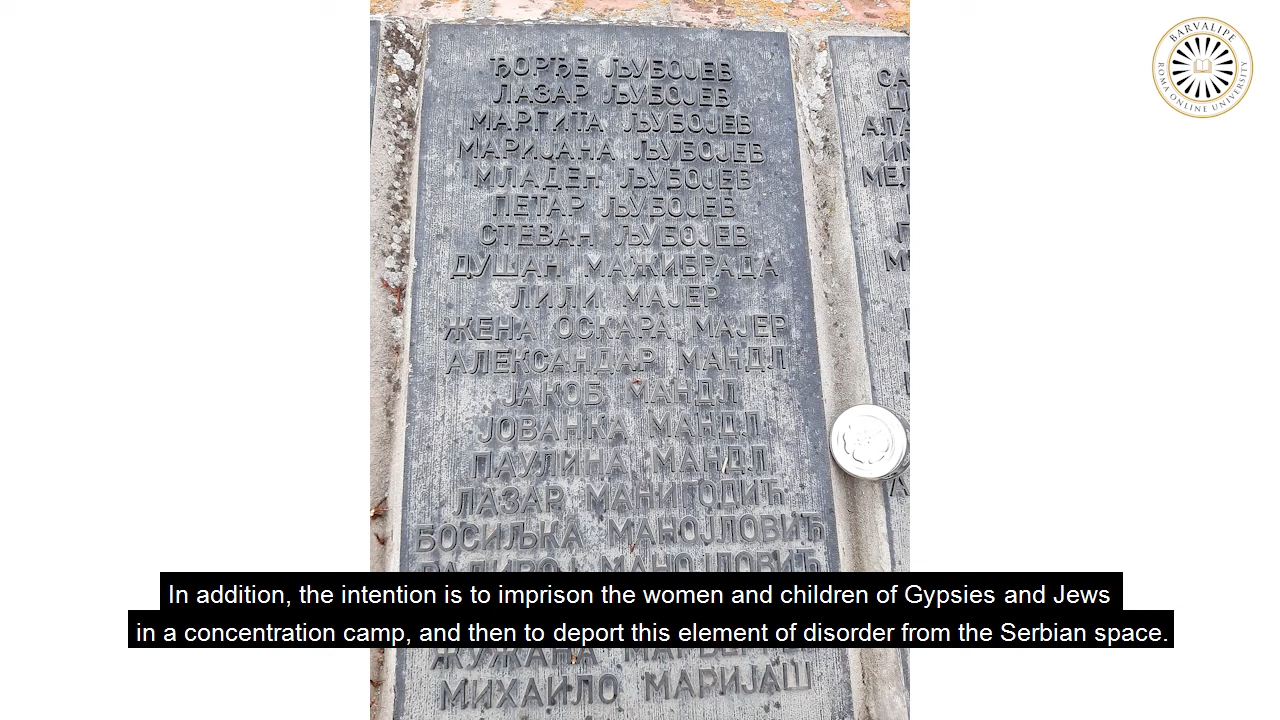 ЂОРЂЕ ЉУБОЈЕВ
ЛАЗАР ЉУБОЈЕВ
МАРГИТА ЉУБОЈЕВ
МАРИЈАНА ЉУБОЈЕВ
МЛАДЕН ЉУБОЈЕВ
ПЕТАР ЉУБОЈЕВ
СТЕВАН ЉУБОЈЕВ
ДУШАН МАЖИБРАДА
ЛИЛИ МАЈЕР
ЖЕНА ОСКАРА МАЈЕР
АЛЕКСАНДАР МАНДЛ
ЈАКОБ МАНДЛ
ЈОВАНКА МАНДЛ
ПАУЛИНА МАНДЛ
ЛАЗАР МАНИГОДИЋ
БОСИЉКА МАНОЈЛОВИЋ
МАНОЈЛОВИЋ
ЖУЖАНА
МИХАИЛО МАРИЈАШ
BARVALIPE
ROMA ONLINE UNIVERSITY
In addition, the intention is to imprison the women and children of Gypsies and Jews
in a concentration camp, and then to deport this element of disorder from the Serbian space.